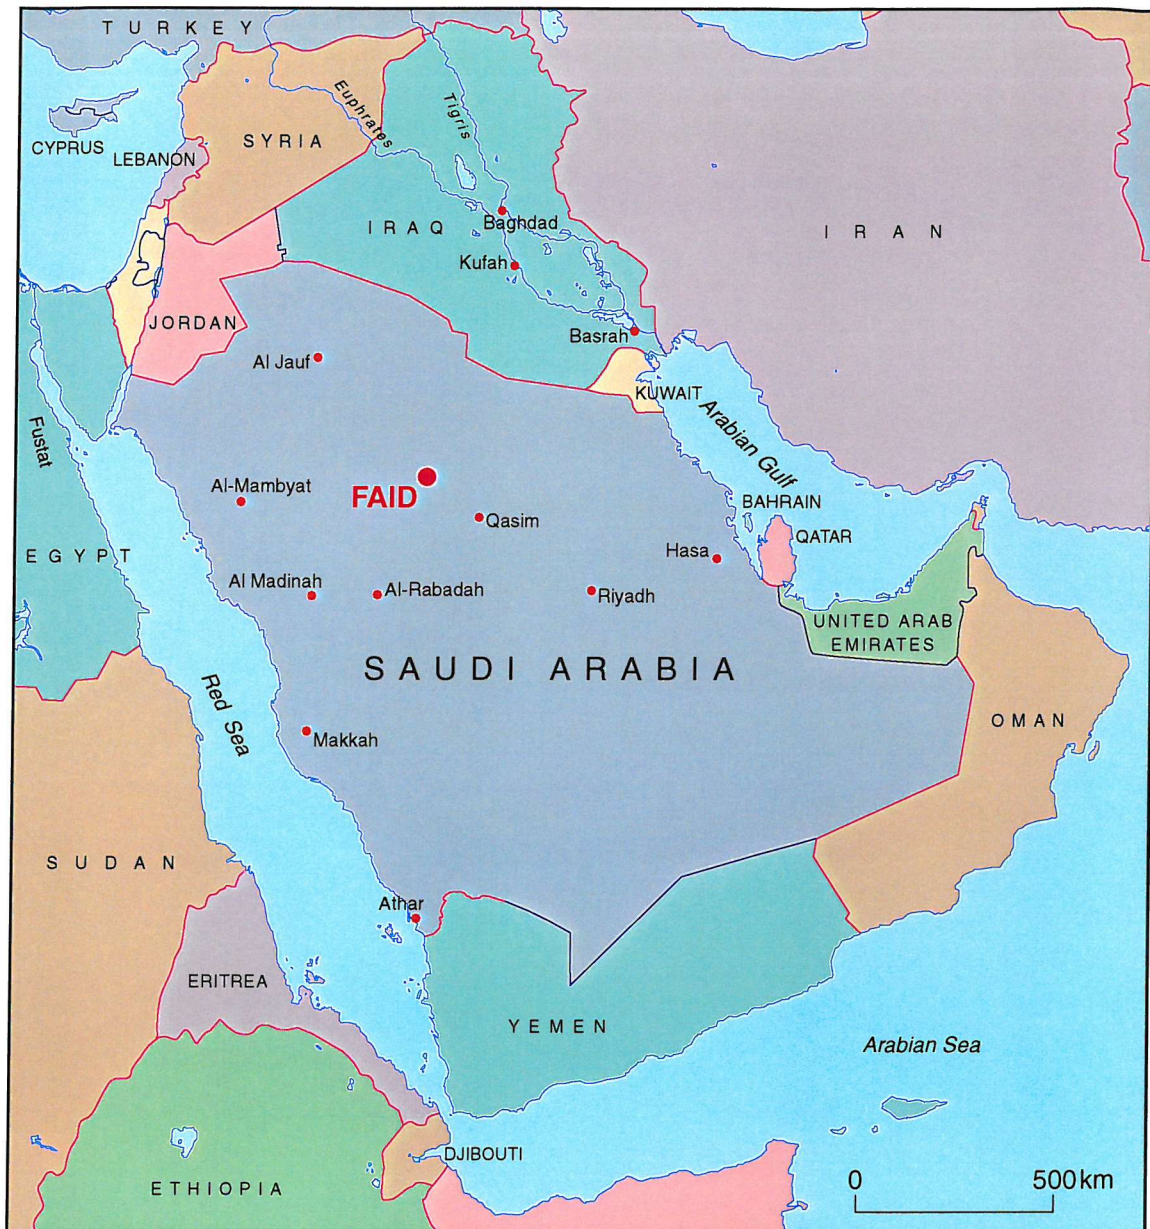 TURKEY
CYPRUS
LEBANON
SYRIA
Euphrates
Tigris
IRAQ
Baghdad
Kufah
IRAN
Basrah
JORDAN
Al Jauf
KUWAIT
Arabian Gulf
Fustat
Al-Mambyat
FAID
Qasim
BAHRAIN
QATAR
Hasa
EGYPT
Al Madinah
Al-Rabadah
Riyadh
UNITED ARAB
EMIRATES
SAUDI ARABIA
Red Sea
OMAN
Makkah
SUDAN
Athar
ERITREA
YEMEN
Arabian Sea
DJIBOUTI
ETHIOPIA
0 500km